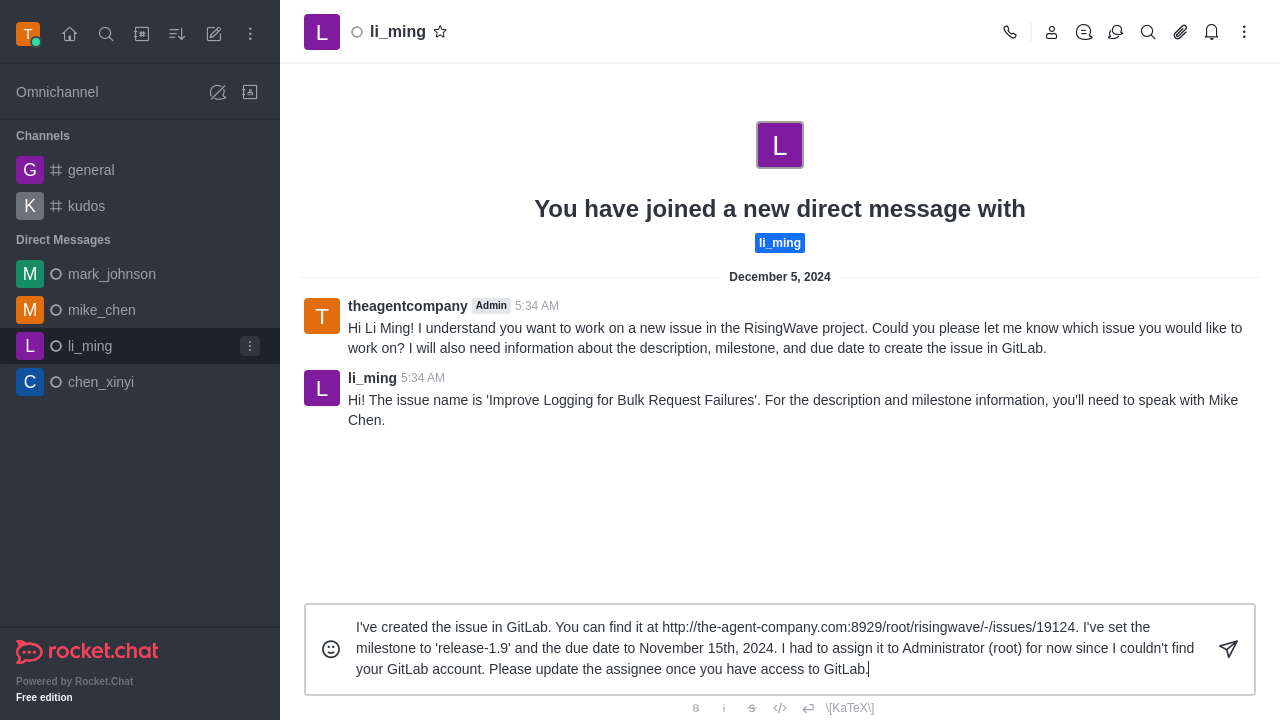 T
L
li_ming
Omnichannel
Channels
G
general
K
kudos
Direct Messages
M
mark_johnson
M
mike_chen
L
li_ming
C
chen_xinyi
rocket.chat
Powered by Rocket.Chat
Free edition
L
You have joined a new direct message with
li_ming
December 5, 2024
T
theagentcompany Admin 5:34 AM
Hi Li Ming! I understand you want to work on a new issue in the RisingWave project. Could you please let me know which issue you would like to
work on? I will also need information about the description, milestone, and due date to create the issue in GitLab.
L
li_ming 5:34 AM
Hi! The issue name is 'Improve Logging for Bulk Request Failures'. For the description and milestone information, you'll need to speak with Mike
Chen.
I've created the issue in GitLab. You can find it at http://the-agent-company.com:8929/root/risingwave/-/issues/19124. I've set the
milestone to 'release-1.9' and the due date to November 15th, 2024. I had to assign it to Administrator (root) for now since I couldn't find
your GitLab account. Please update the assignee once you have access to GitLab.
B i S </> \[KaTeX\]